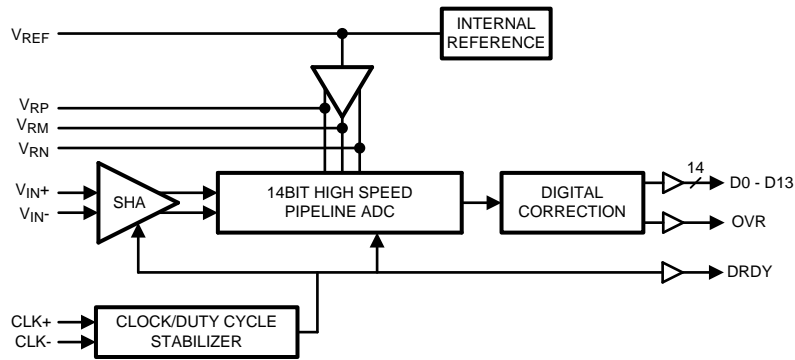 INTERNAL
REFERENCE
VREF
VRP
VRM
VRN
VIN+
VIN-
SHA
14BIT HIGH SPEED
PIPELINE ADC
DIGITAL
CORRECTION
14
D0 - D13
OVR
DRDY
CLK+
CLK-
CLOCK/DUTY CYCLE
STABILIZER